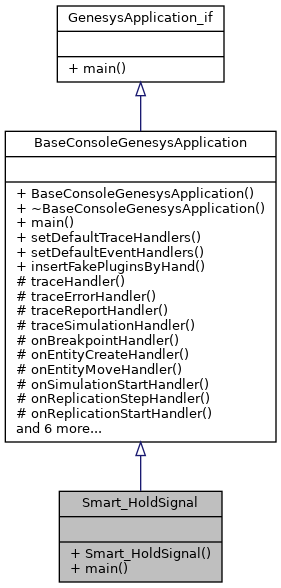 GenesysApplication_if
+ main()
BaseConsoleGenesysApplication
+ BaseConsoleGenesysApplication()
+ ~BaseConsoleGenesysApplication()
+ main()
+ setDefaultTraceHandlers()
+ setDefaultEventHandlers()
+ insertFakePluginsByHand()
# traceHandler()
# traceErrorHandler()
# traceReportHandler()
# traceSimulationHandler()
# onBreakpointHandler()
# onEntityCreateHandler()
# onEntityMoveHandler()
# onSimulationStartHandler()
# onReplicationStepHandler()
# onReplicationStartHandler()
and 6 more...
Smart_HoldSignal
+ Smart_HoldSignal()
+ main()